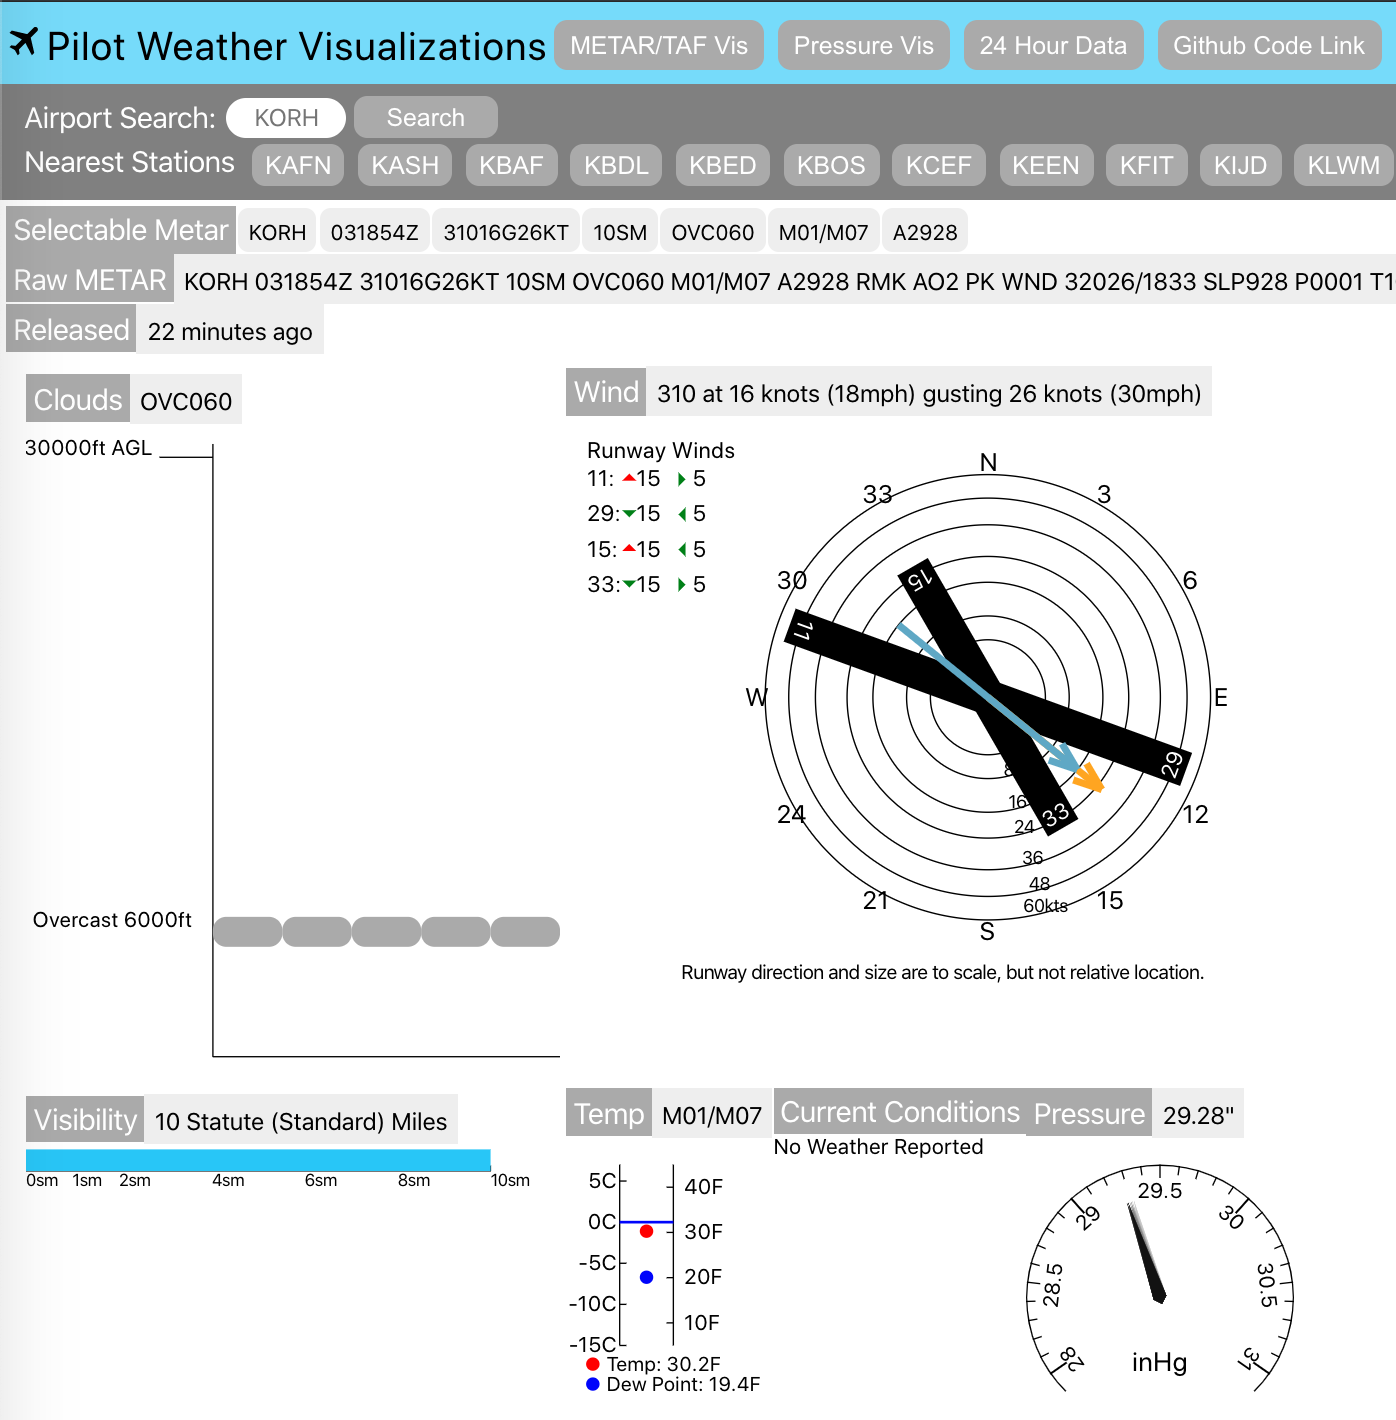 Pilot Weather Visualizations METAR/TAF Vis Pressure Vis 24 Hour Data Github Code Link
Airport Search: KORH Search
Nearest Stations KAFN KASH KBAF KBDL KBED KBOS KCEF KEEN KFIT KIJD KLWM
Selectable Metar KORH 031854Z 31016G26KT 10SM OVC060 M01/M07 A2928
Raw METAR KORH 031854Z 31016G26KT 10SM OVC060 M01/M07 A2928 RMK AO2 PK WND 32026/1833 SLP928 P0001 T1
Released 22 minutes ago
Clouds OVC060
30000ft AGL
Overcast 6000ft
Wind 310 at 16 knots (18mph) gusting 26 knots (30mph)
Runway Winds
11: 15 5
29: 15 5
15: 15 5
33: 15 5
N
33 3
30 6
15
11
W E
29
8
16
24 33 12
24
36
48
21 60kts 15
S
Runway direction and size are to scale, but not relative location.
Visibility 10 Statute (Standard) Miles
0sm 1sm 2sm 4sm 6sm 8sm 10sm
Temp M01/M07
5C 40F
0C 30F
-5C 20F
-10C 10F
-15C
Temp: 30.2F
Dew Point: 19.4F
Current Conditions
No Weather Reported
Pressure 29.28"
28 28.5 29 29.5 30 30.5 31
inHg